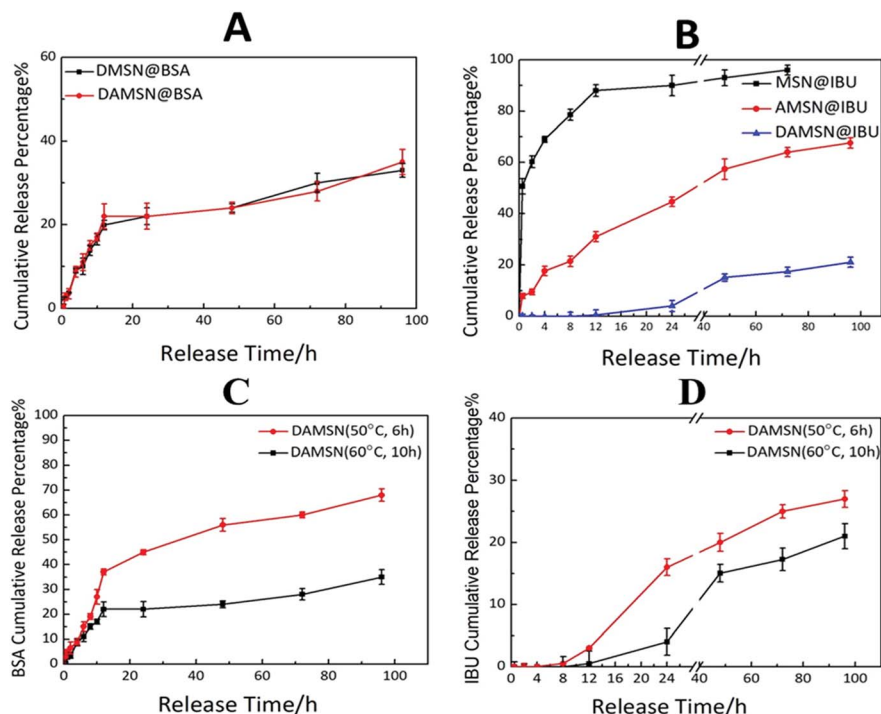 A
Cumulative Release Percentage%
60
40
20
0
DMSN@BSA
DAMSN@BSA
0 20 40 60 80 100
Release Time/h
B
Cumulative Release Percentage%
100
80
60
40
20
0
MSN@IBU
AMSN@IBU
DAMSN@IBU
0 4 8 12 16 20 24 40 60 80 100
Release Time/h
C
BSA Cumulative Release Percentage%
100
90
80
70
60
50
40
30
20
10
0
DAMSN(50°C, 6h)
DAMSN(60°C, 10h)
0 20 40 60 80 100
Release Time/h
D
IBU Cumulative Release Percentage%
40
30
20
10
0
DAMSN(50°C, 6h)
DAMSN(60°C, 10h)
0 4 8 12 16 20 24 40 60 80 100
Release Time/h